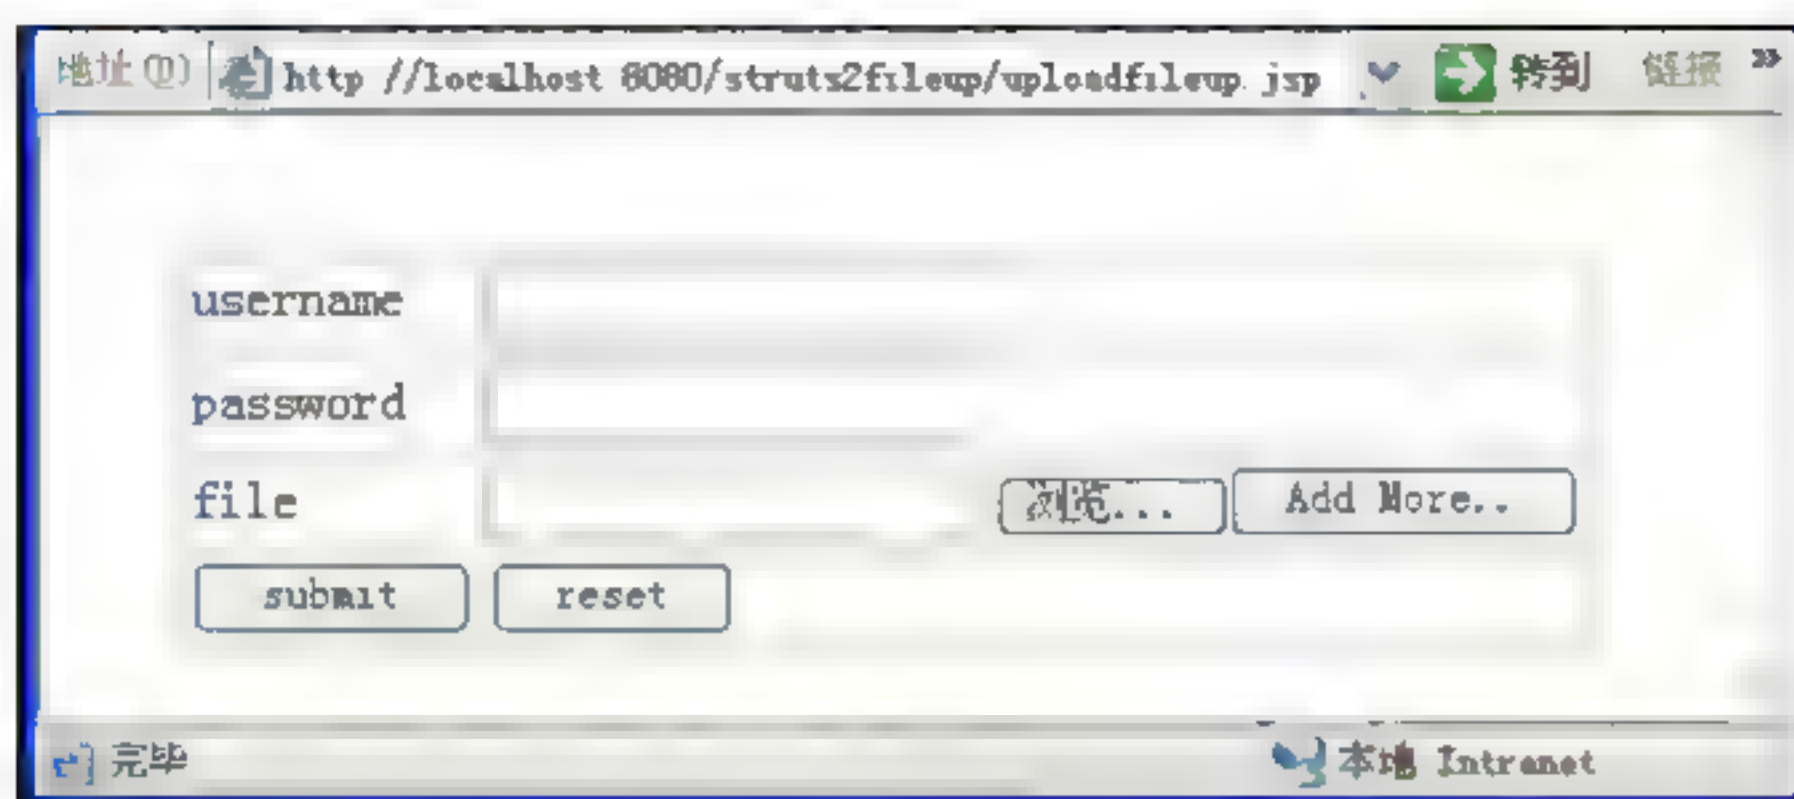 地址(D) http://localhost:8080/struts2fileup/uploadfileup.jsp 转到 链接 »
username
password
file 浏览... Add More..
submit reset
完毕 本地 Intranet